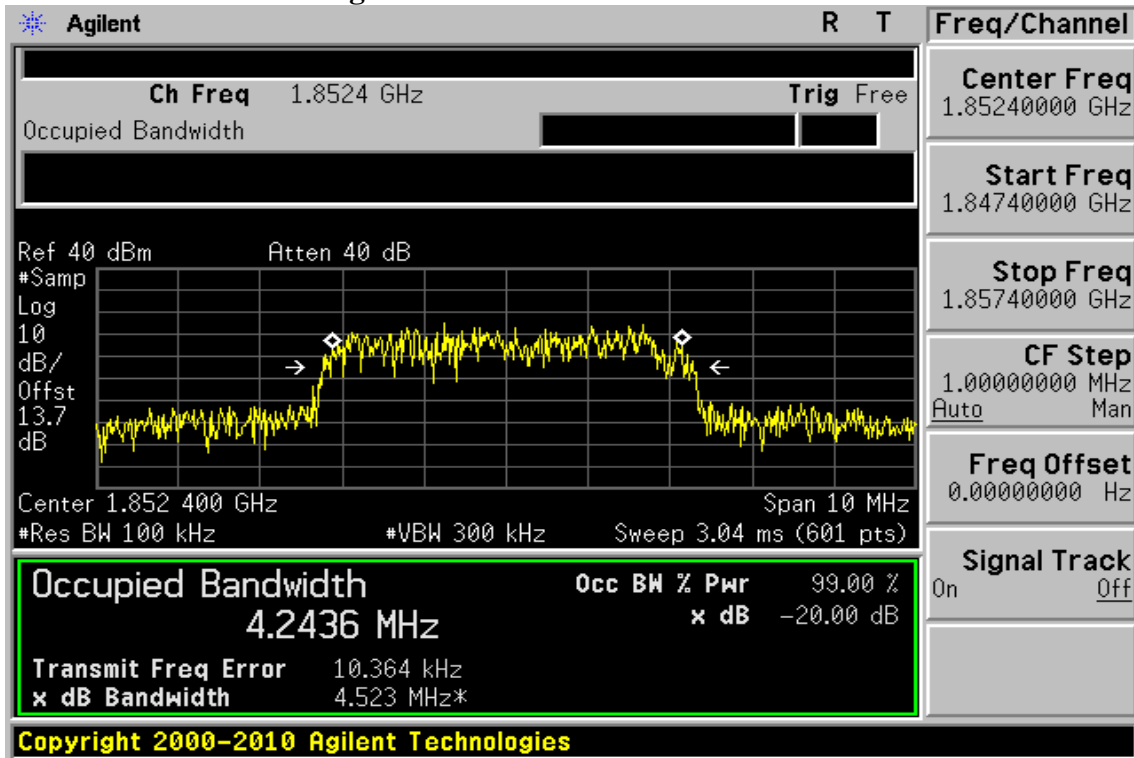 Agilent R T
Ch Freq 1.8524 GHz Trig Free
Occupied Bandwidth
Ref 40 dBm Atten 40 dB
#Samp
Log
10
dB/
Offst
13.7
dB
Center 1.852 400 GHz Span 10 MHz
#Res BW 100 kHz #VBW 300 kHz Sweep 3.04 ms (601 pts)
Occupied Bandwidth Occ BW % Pwr 99.00 %
4.2436 MHz x dB -20.00 dB
Transmit Freq Error 10.364 kHz
x dB Bandwidth 4.523 MHz*
Copyright 2000-2010 Agilent Technologies
Freq/Channel
Center Freq
1.85240000 GHz
Start Freq
1.84740000 GHz
Stop Freq
1.85740000 GHz
CF Step
1.00000000 MHz
Auto Man
Freq Offset
0.00000000 Hz
Signal Track
On Off